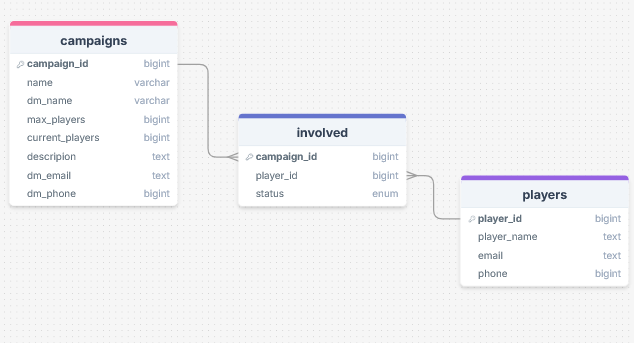 campaigns
campaign_id bigint
name varchar
dm_name varchar
max_players bigint
current_players bigint
descripion text
dm_email text
dm_phone bigint
involved
campaign_id bigint
player_id bigint
status enum
players
player_id bigint
player_name text
email text
phone bigint